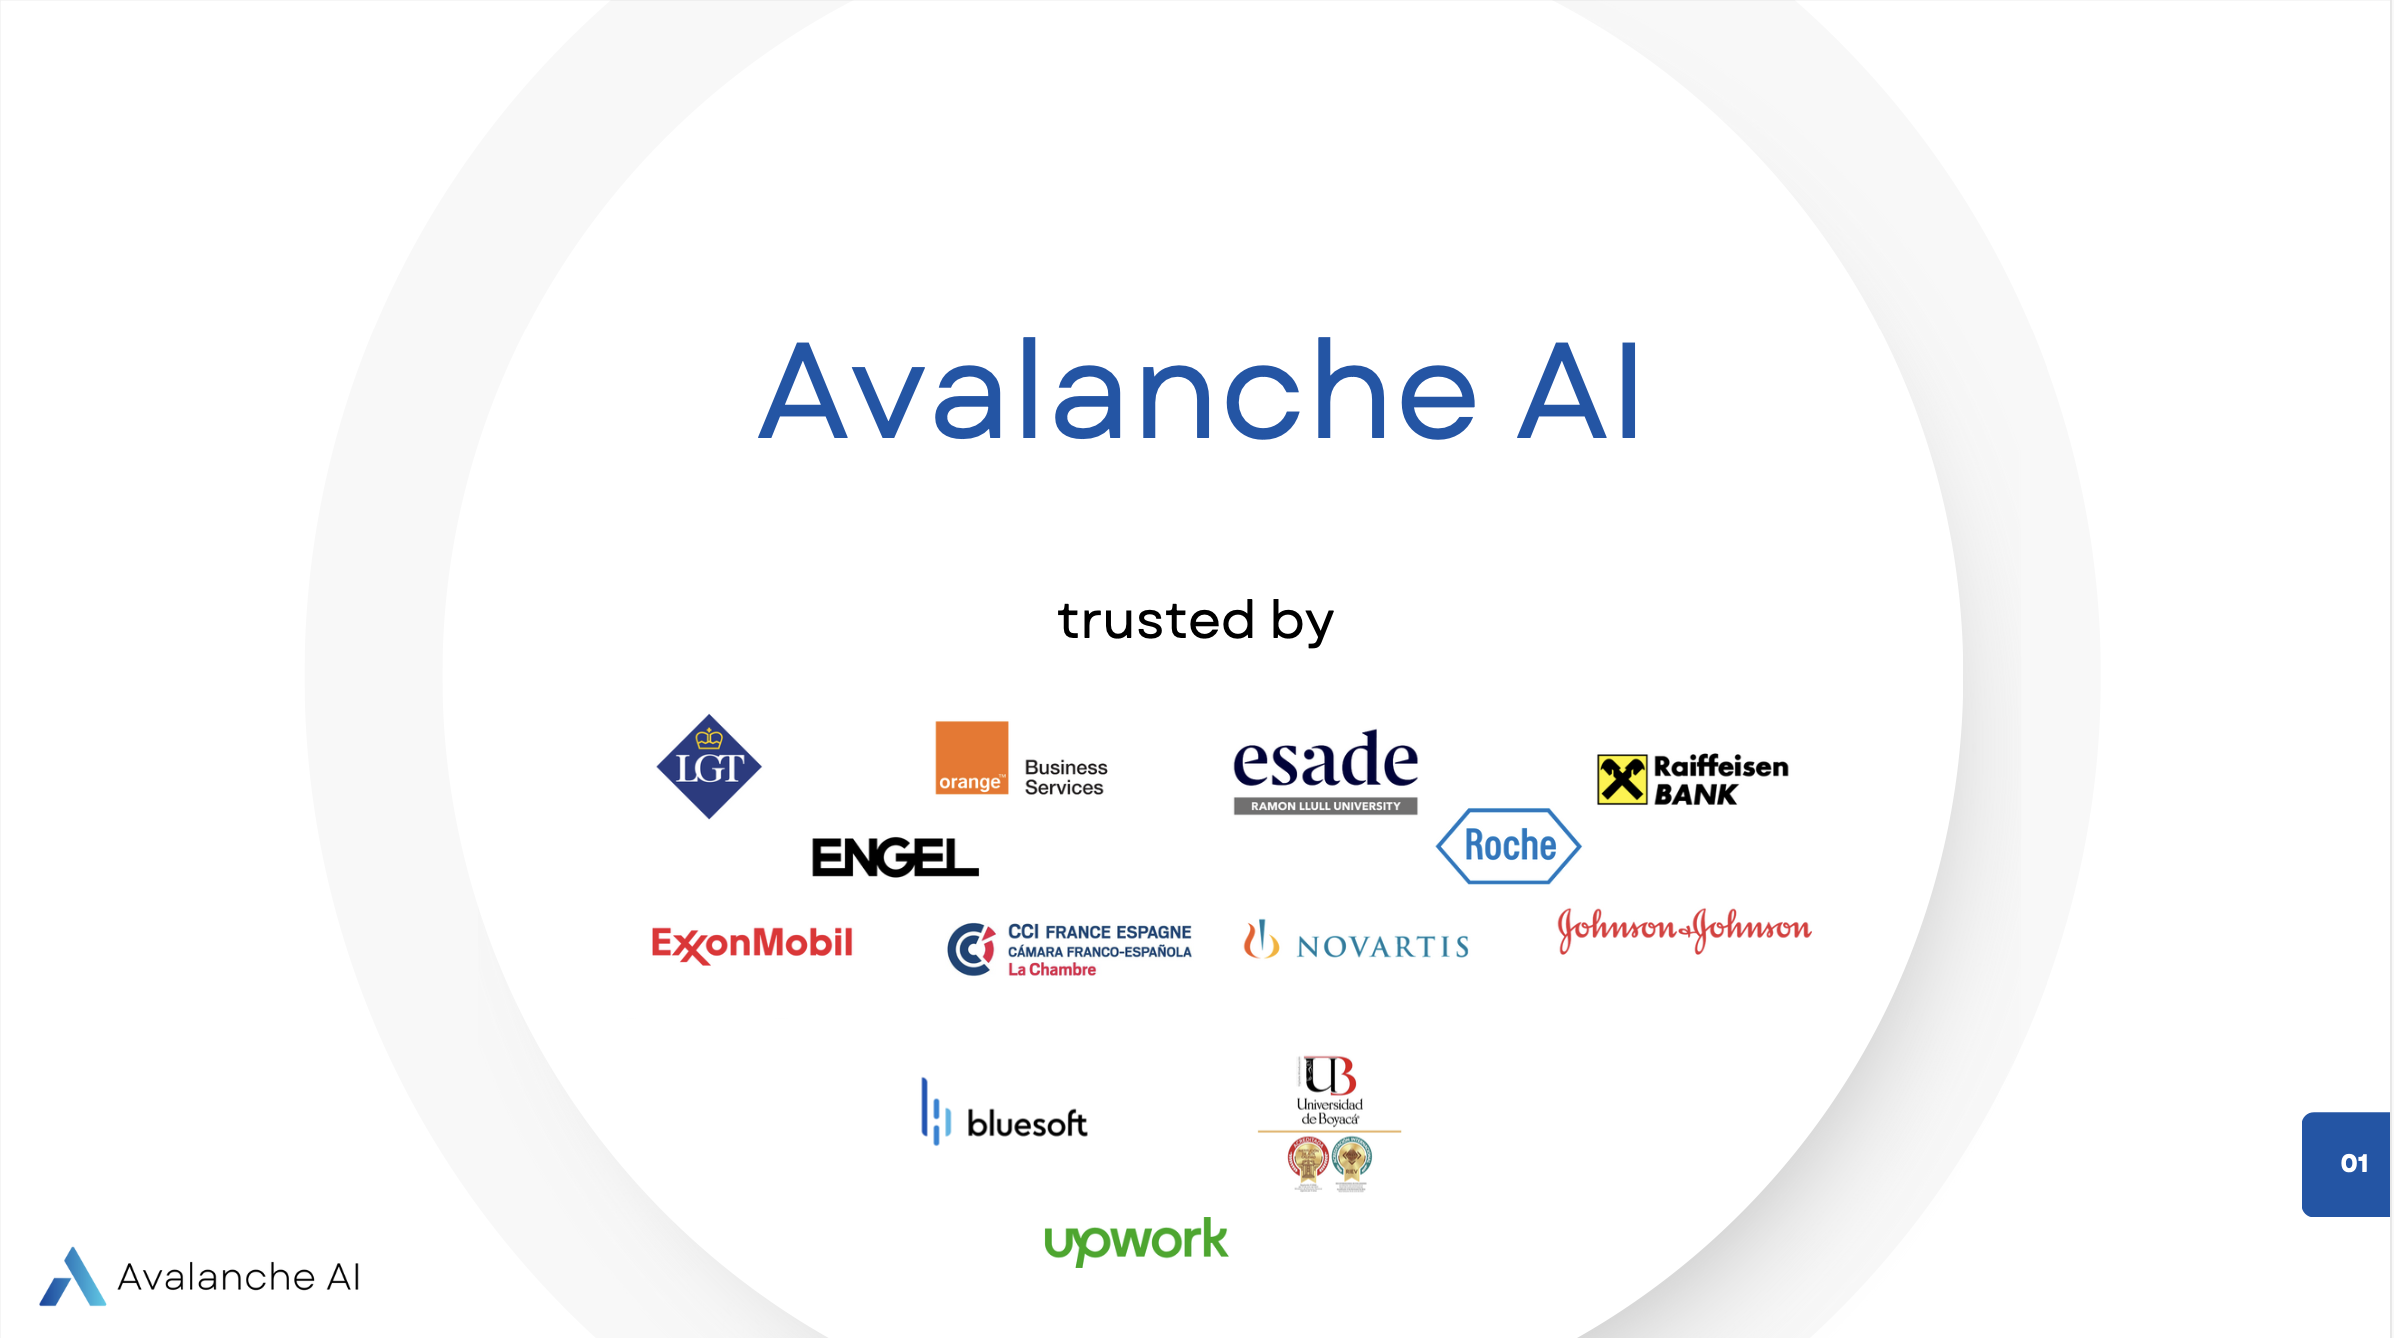 Avalanche AI
trusted by
LGT
orange™
Business
Services
esade
RAMON LLULL UNIVERSITY
Raiffeisen
BANK
ENGEL
Roche
ExxonMobil
CCI FRANCE ESPAGNE
CÁMARA FRANCO-ESPAÑOLA
La Chambre
NOVARTIS
Johnson+Johnson
bluesoft
UB
Universidad
de Boyacá
upwork
01
Avalanche AI